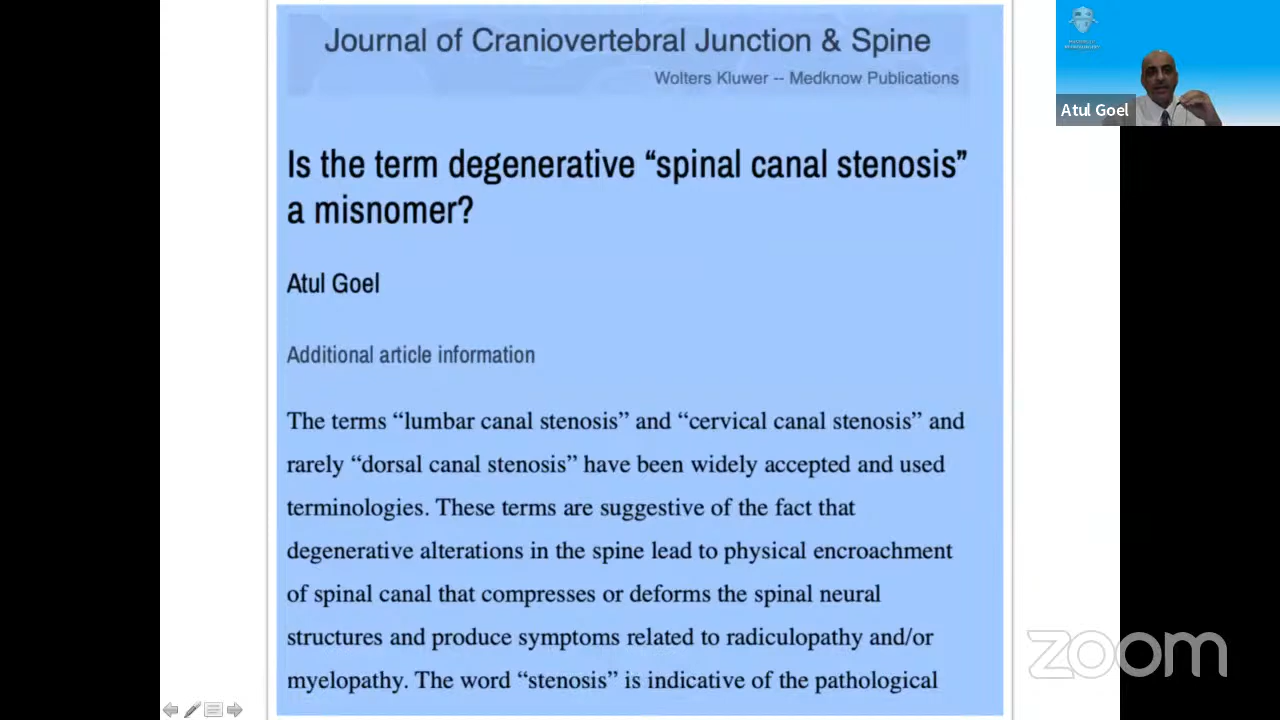 Journal of Craniovertebral Junction & Spine
Wolters Kluwer -- Medknow Publications
Is the term degenerative “spinal canal stenosis”
a misnomer?
Atul Goel
Additional article information
The terms “lumbar canal stenosis” and “cervical canal stenosis” and
rarely “dorsal canal stenosis” have been widely accepted and used
terminologies. These terms are suggestive of the fact that
degenerative alterations in the spine lead to physical encroachment
of spinal canal that compresses or deforms the spinal neural
structures and produce symptoms related to radiculopathy and/or
myelopathy. The word “stenosis” is indicative of the pathological
Atul Goel
zoom